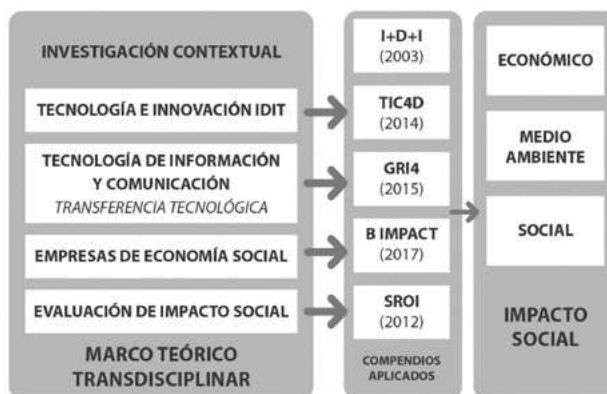 INVESTIGACIÓN CONTEXTUAL
TECNOLOGÍA E INNOVACIÓN IDIT
TECNOLOGÍA DE INFORMACIÓN
Y COMUNICACIÓN
TRANSFERENCIA TECNOLÓGICA
EMPRESAS DE ECONOMÍA SOCIAL
EVALUACIÓN DE IMPACTO SOCIAL
MARCO TEÓRICO
TRANSDISCIPLINAR
I+D+I
(2003)
TIC4D
(2014)
GRI4
(2015)
B IMPACT
(2017)
SROI
(2012)
COMPENDIOS
APLICADOS
ECONÓMICO
MEDIO
AMBIENTE
SOCIAL
IMPACTO
SOCIAL